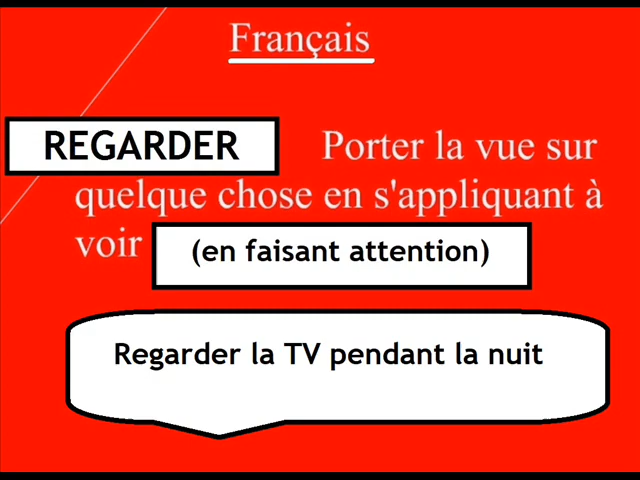 Français
REGARDER Porter la vue sur
quelque chose en s'appliquant à
voir (en faisant attention)
Regarder la TV pendant la nuit